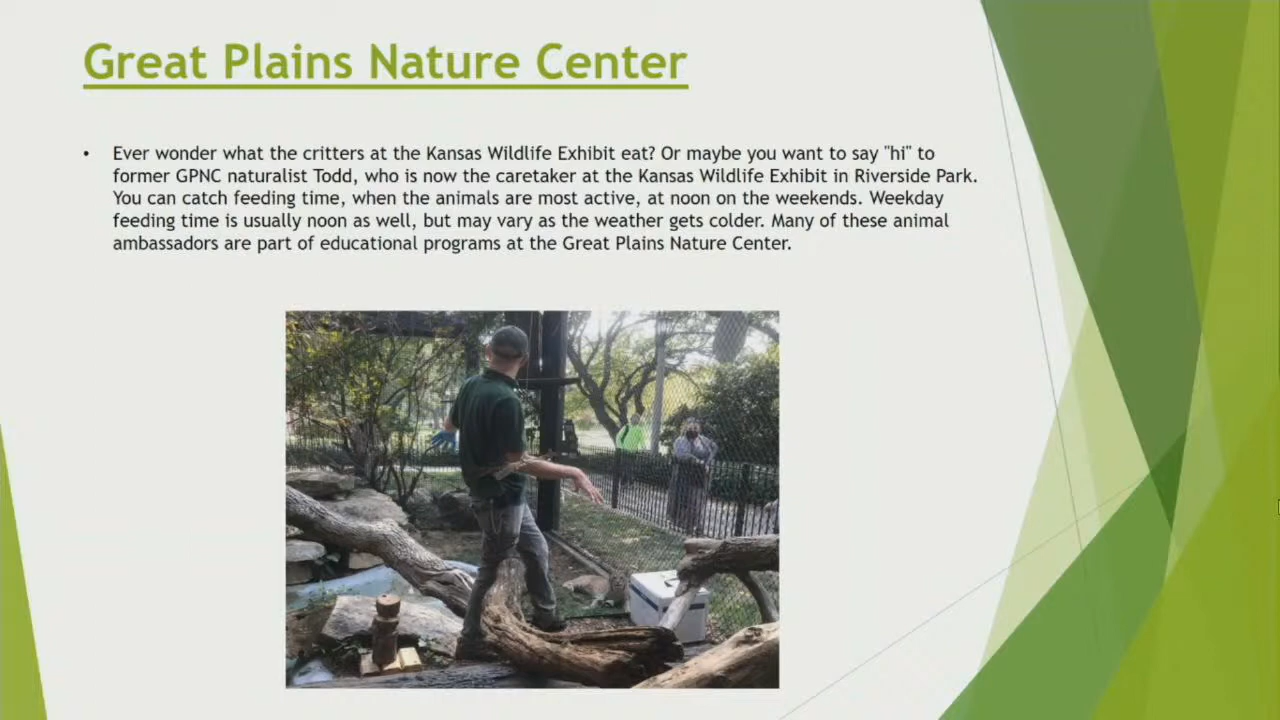 Great Plains Nature Center
• Ever wonder what the critters at the Kansas Wildlife Exhibit eat? Or maybe you want to say "hi" to
former GPNC naturalist Todd, who is now the caretaker at the Kansas Wildlife Exhibit in Riverside Park.
You can catch feeding time, when the animals are most active, at noon on the weekends. Weekday
feeding time is usually noon as well, but may vary as the weather gets colder. Many of these animal
ambassadors are part of educational programs at the Great Plains Nature Center.